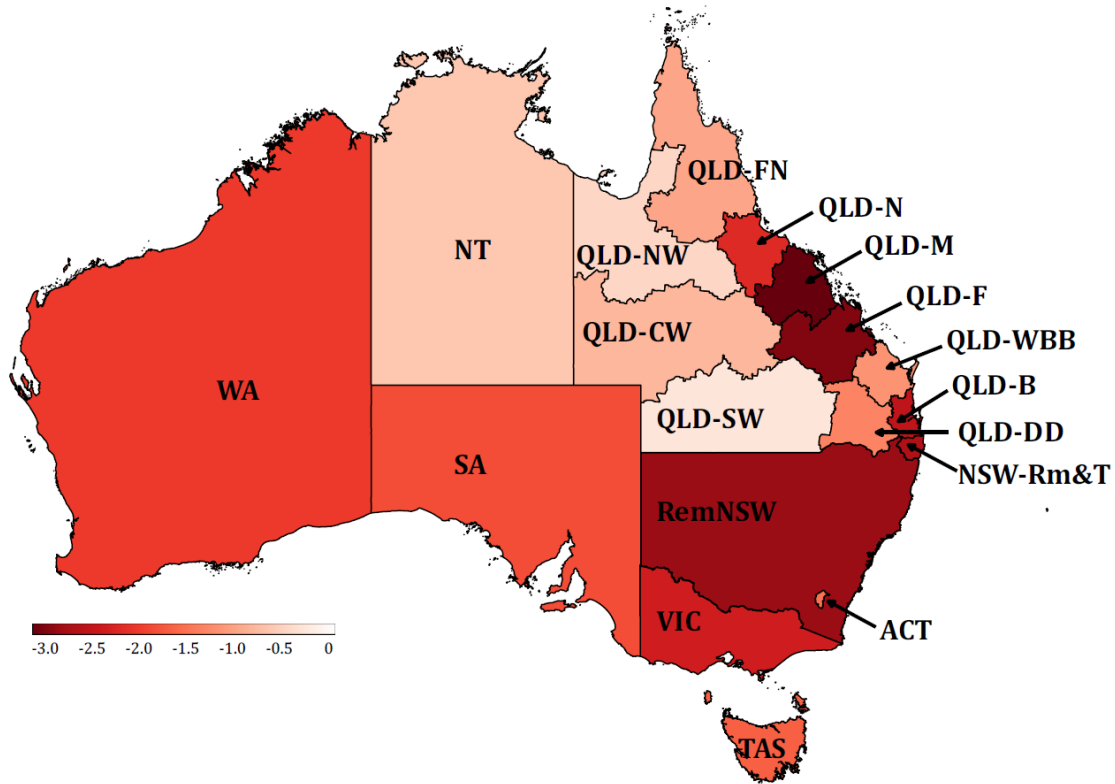 QLD-FN
QLD-N
NT
QLD-NW
QLD-M
QLD-F
QLD-CW
QLD-WBB
WA
QLD-B
QLD-SW
QLD-DD
SA
NSW-Rm&T
RemNSW
VIC
ACT
-3.0 -2.5 -2.0 -1.5 -1.0 -0.5 0
TAS